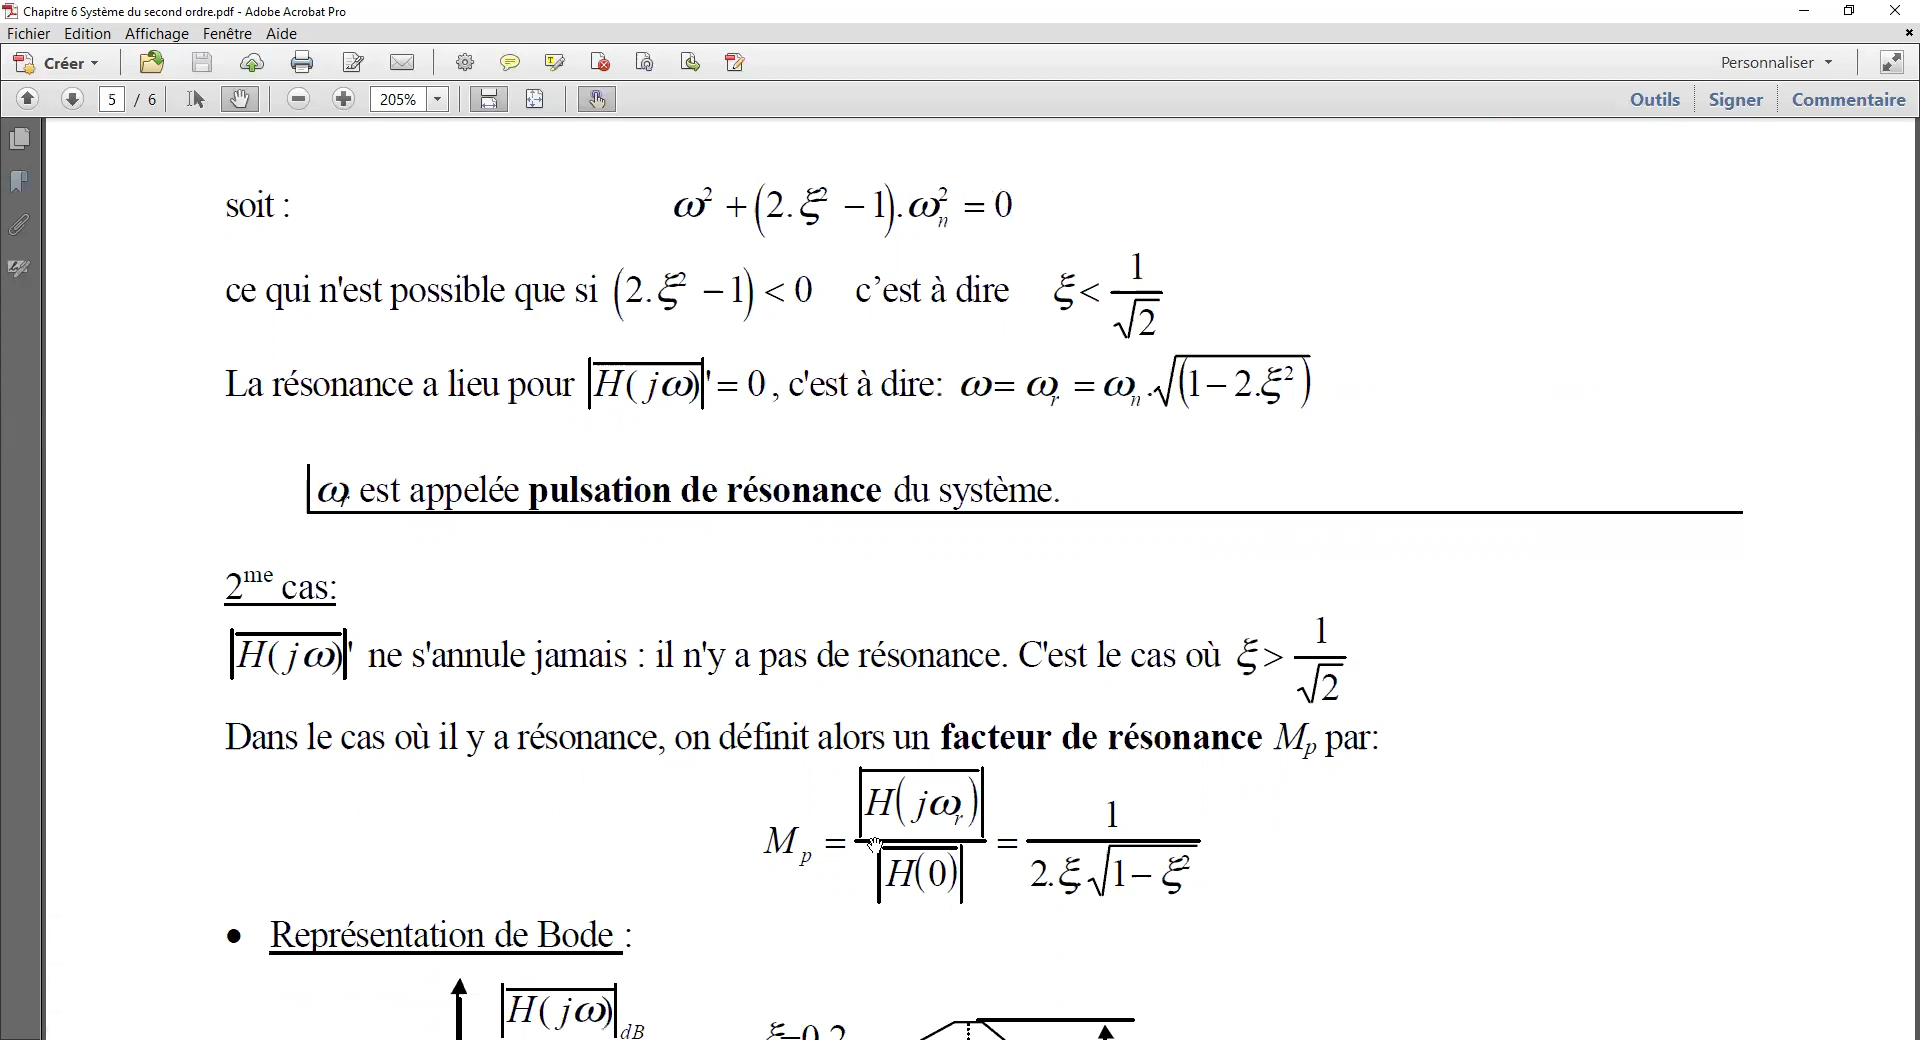 Chapitre 6 Système du second ordre.pdf - Adobe Acrobat Pro
Fichier Edition Affichage Fenêtre Aide
Créer Personnaliser
5 / 6 205% Outils Signer Commentaire
soit : ω² + (2.ξ² − 1).ωₙ² = 0
ce qui n'est possible que si (2.ξ² − 1) < 0 c’est à dire ξ < 1/√2
La résonance a lieu pour |H(jω)|' = 0, c'est à dire: ω = ωᵣ = ωₙ.√(1 − 2.ξ²)
ωᵣ est appelée pulsation de résonance du système.
2me cas:
|H(jω)|' ne s'annule jamais : il n'y a pas de résonance. C'est le cas où ξ > 1/√2
Dans le cas où il y a résonance, on définit alors un facteur de résonance Mp par:
Mp = |H(jωᵣ)| / |H(0)| = 1 / (2.ξ√(1 − ξ²))
• Représentation de Bode :
|H(jω)|dB ξ=0.2